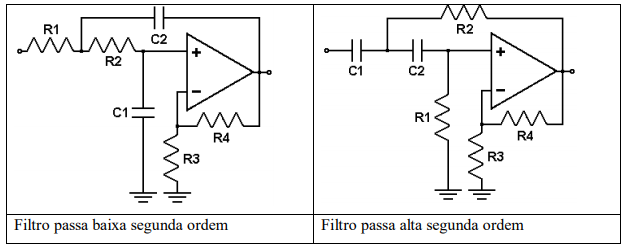 R1
C2
R2
+
C1
−
R4
R3
Filtro passa baixa segunda ordem
R2
C1
C2
+
R1
−
R4
R3
Filtro passa alta segunda ordem